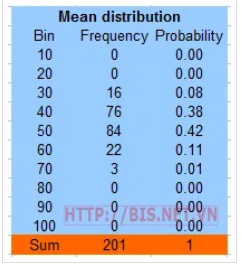 Mean distribution
Bin Frequency Probability
10 0 0.00
20 0 0.00
30 16 0.08
40 76 0.38
50 84 0.42
60 22 0.11
70 3 0.01
80 0 0.00
90 0 0.00
HTTP://BIS.NET.VN
100 0 0.00
Sum 201 1